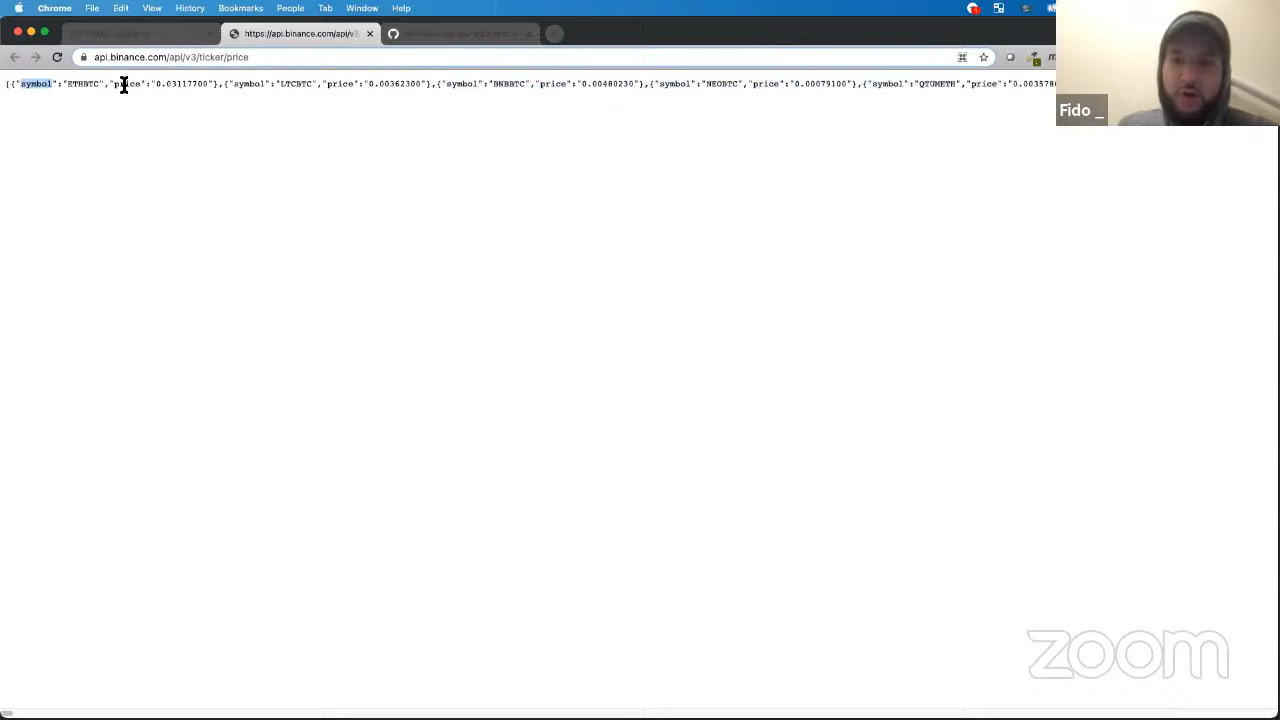 Chrome File Edit View History Bookmarks People Tab Window Help
https://api.binance.com/api/v3
api.binance.com/api/v3/ticker/price
[{"symbol":"ETHBTC","price":"0.03117700"},{"symbol":"LTCBTC","price":"0.00362300"},{"symbol":"BNBBTC","price":"0.00480230"},{"symbol":"NEOBTC","price":"0.00079100"},{"symbol":"QTUMETH","price":"0.003578
Fido _
zoom